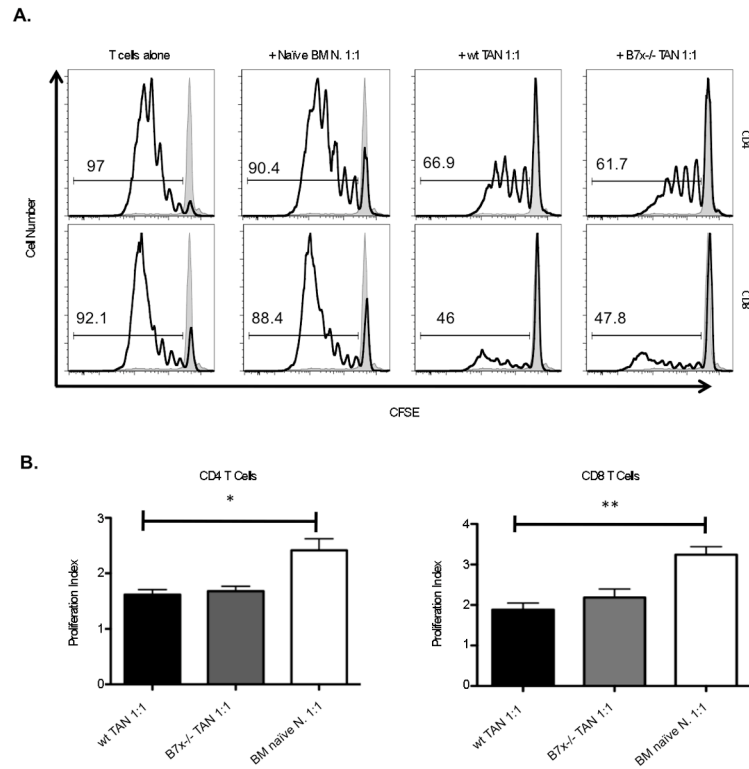 A.
T cells alone
+ Naïve BM N. 1:1
+ wt TAN 1:1
+ B7x-/- TAN 1:1
97
90.4
66.9
61.7
CD4
92.1
88.4
46
47.8
CD8
Cell Number
CFSE
B.
CD4 T Cells
*
Proliferation Index
3
2
1
0
wt TAN 1:1
B7x-/- TAN 1:1
BM naïve N. 1:1
CD8 T Cells
**
Proliferation Index
4
3
2
1
0
wt TAN 1:1
B7x-/- TAN 1:1
BM naïve N. 1:1